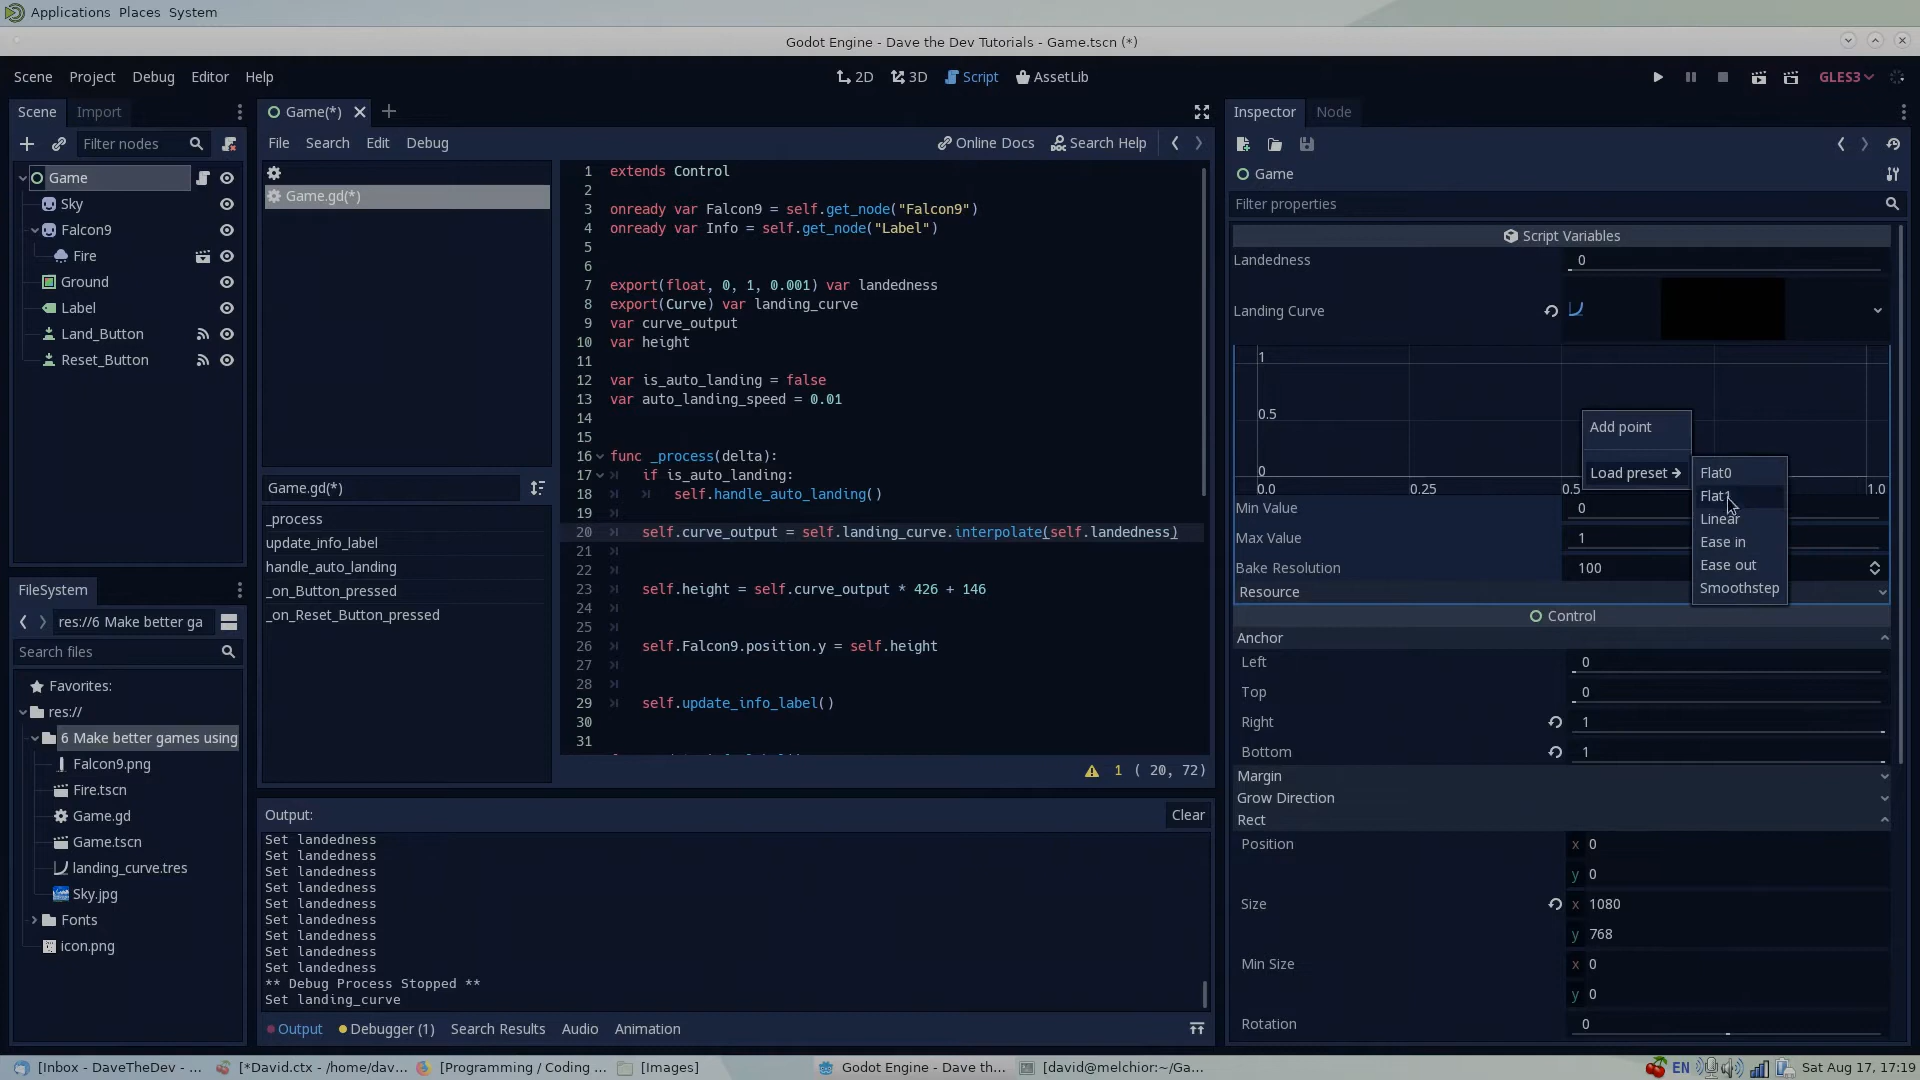 Applications Places System
Godot Engine - Dave the Dev Tutorials - Game.tscn (*)
Scene Project Debug Editor Help
2D 3D Script AssetLib
GLES3
Scene Import
Filter nodes
Game
Sky
Falcon9
Fire
Ground
Label
Land_Button
Reset_Button
FileSystem
res://6 Make better ga
Search files
Favorites:
res://
6 Make better games using
Falcon9.png
Fire.tscn
Game.gd
Game.tscn
landing_curve.tres
Sky.jpg
Fonts
icon.png
Game(*)
File Search Edit Debug
Online Docs Search Help
Game.gd(*)
Game.gd(*)
_process
update_info_label
handle_auto_landing
_on_Button_pressed
_on_Reset_Button_pressed
1 extends Control
2
3 onready var Falcon9 = self.get_node("Falcon9")
4 onready var Info = self.get_node("Label")
5
6
7 export(float, 0, 1, 0.001) var landedness
8 export(Curve) var landing_curve
9 var curve_output
10 var height
11
12 var is_auto_landing = false
13 var auto_landing_speed = 0.01
14
15
16 func _process(delta):
17 if is_auto_landing:
18 self.handle_auto_landing()
19
20 self.curve_output = self.landing_curve.interpolate(self.landedness)
21
22
23 self.height = self.curve_output * 426 + 146
24
25
26 self.Falcon9.position.y = self.height
27
28
29 self.update_info_label()
30
31
1 ( 20, 72)
Output:
Clear
Set landedness
Set landedness
Set landedness
Set landedness
Set landedness
Set landedness
Set landedness
Set landedness
Set landedness
** Debug Process Stopped **
Set landing_curve
Output Debugger (1) Search Results Audio Animation
Inspector Node
Game
Filter properties
Script Variables
Landedness 0
Landing Curve
1
0.5
0
0.0 0.25 0.5 1.0
Add point
Load preset
Flat0
Flat1
Linear
Ease in
Ease out
Smoothstep
Min Value 0
Max Value 1
Bake Resolution 100
Resource
Control
Anchor
Left 0
Top 0
Right 1
Bottom 1
Margin
Grow Direction
Rect
Position x 0
y 0
Size x 1080
y 768
Min Size x 0
y 0
Rotation 0
[Inbox - DaveTheDev - ... [*David.ctx - /home/dav... [Programming / Coding ... [Images] Godot Engine - Dave th... [david@melchior:~/Ga...
EN Sat Aug 17, 17:19